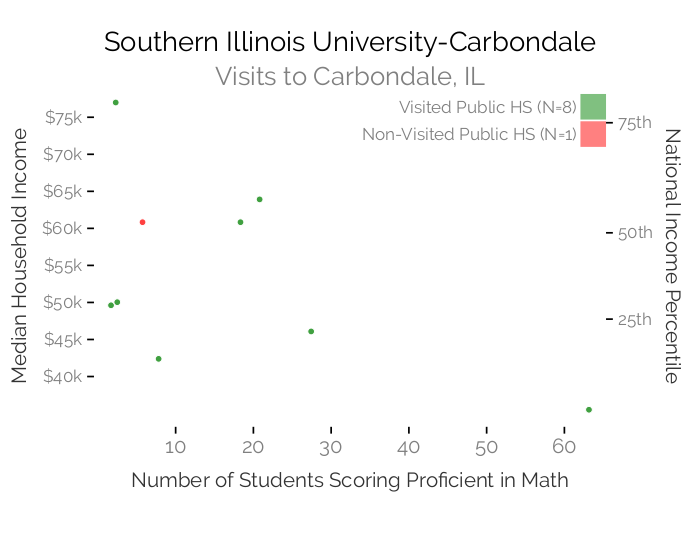 Southern Illinois University-Carbondale
Visits to Carbondale, IL
Visited Public HS (N=8)
Non-Visited Public HS (N=1)
Median Household Income
$75k
$70k
$65k
$60k
$55k
$50k
$45k
$40k
75th
50th
25th
National Income Percentile
10 20 30 40 50 60
Number of Students Scoring Proficient in Math